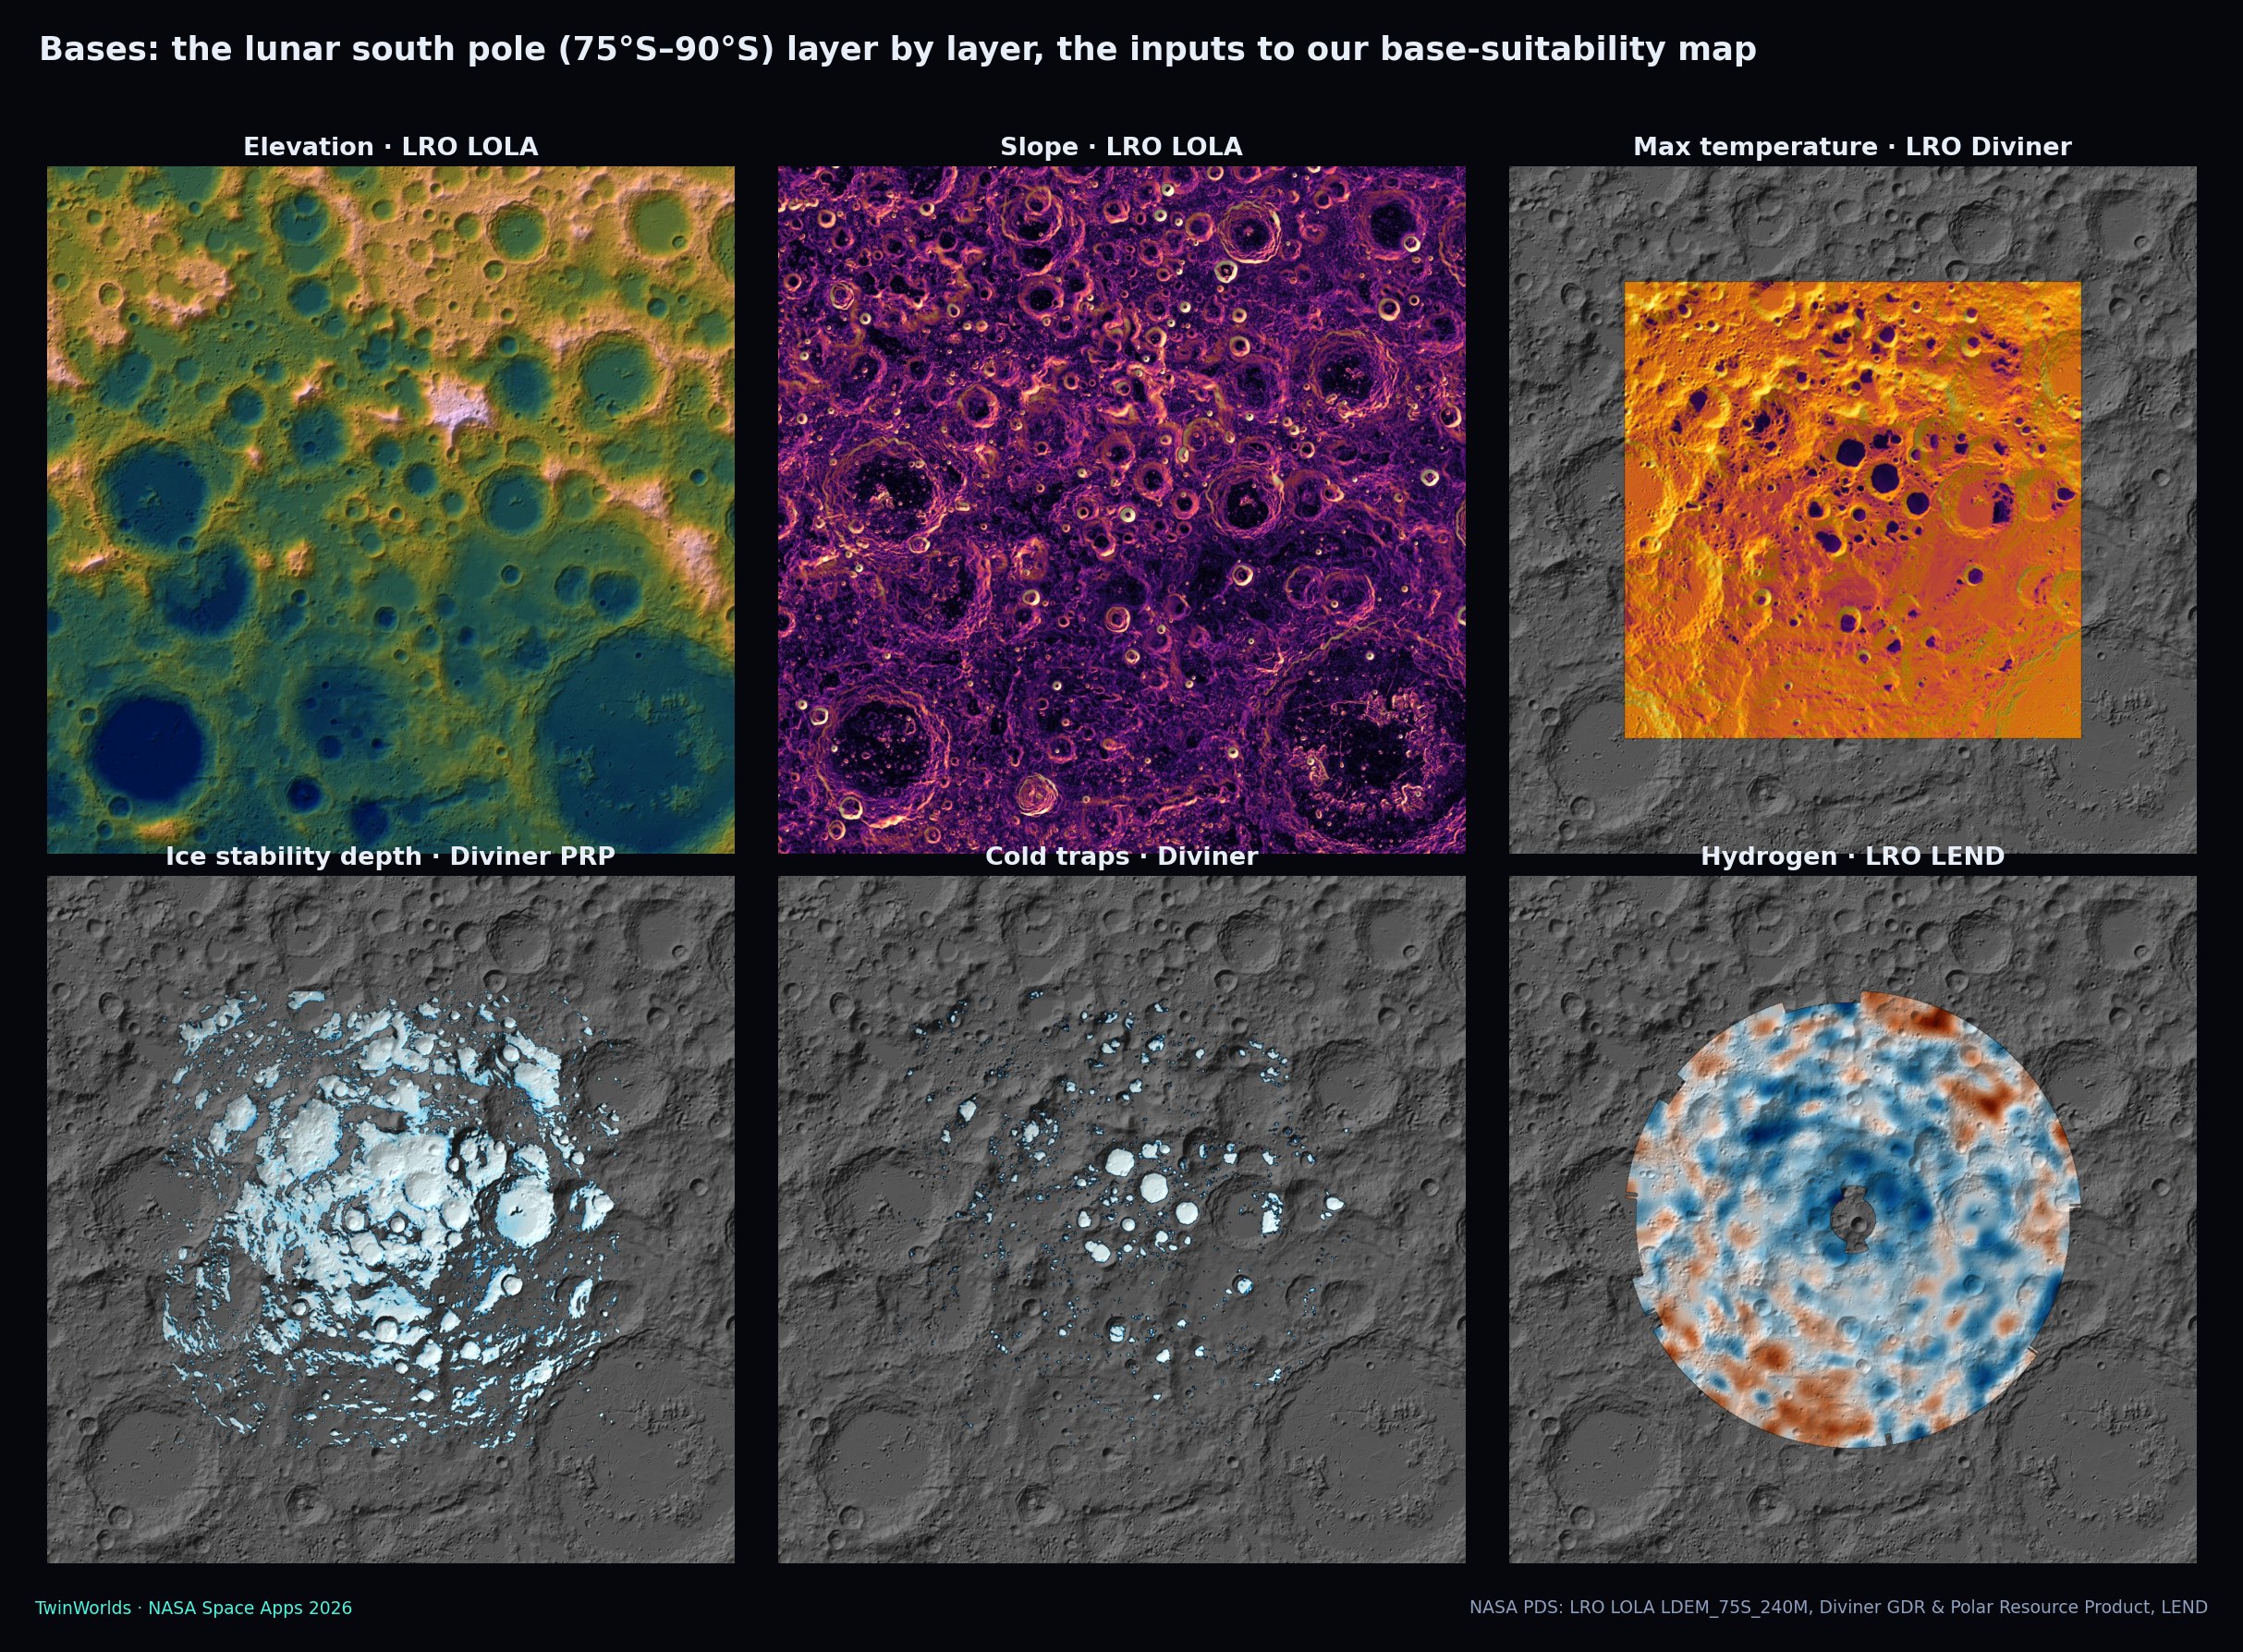 Bases: the lunar south pole (75°S–90°S) layer by layer, the inputs to our base-suitability map
Elevation · LRO LOLA
Slope · LRO LOLA
Max temperature · LRO Diviner
Ice stability depth · Diviner PRP
Cold traps · Diviner
Hydrogen · LRO LEND
TwinWorlds · NASA Space Apps 2026
NASA PDS: LRO LOLA LDEM_75S_240M, Diviner GDR & Polar Resource Product, LEND